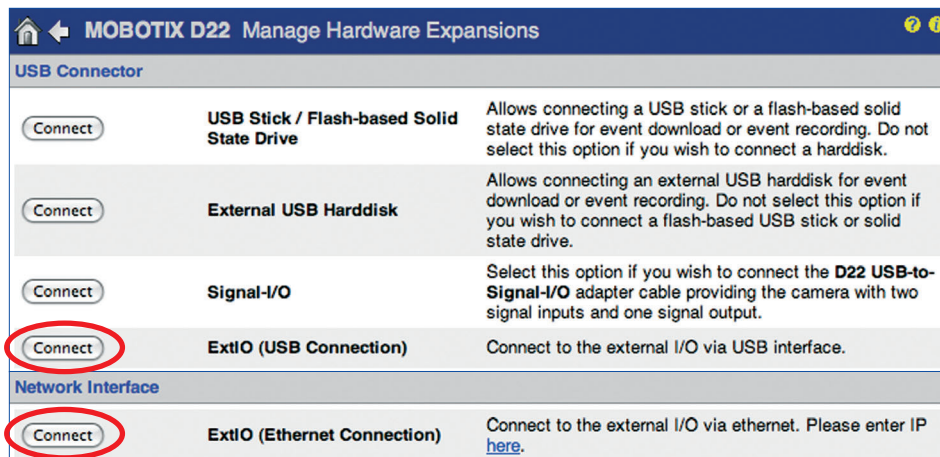 MOBOTIX D22 Manage Hardware Expansions
USB Connector
Connect
USB Stick / Flash-based Solid
State Drive
Allows connecting a USB stick or a flash-based solid
state drive for event download or event recording. Do not
select this option if you wish to connect a harddisk.
Connect
External USB Harddisk
Allows connecting an external USB harddisk for event
download or event recording. Do not select this option if
you wish to connect a flash-based USB stick or solid
state drive.
Connect
Signal-I/O
Select this option if you wish to connect the D22 USB-to-
Signal-I/O adapter cable providing the camera with two
signal inputs and one signal output.
Connect
ExtIO (USB Connection)
Connect to the external I/O via USB interface.
Network Interface
Connect
ExtIO (Ethernet Connection)
Connect to the external I/O via ethernet. Please enter IP
here.